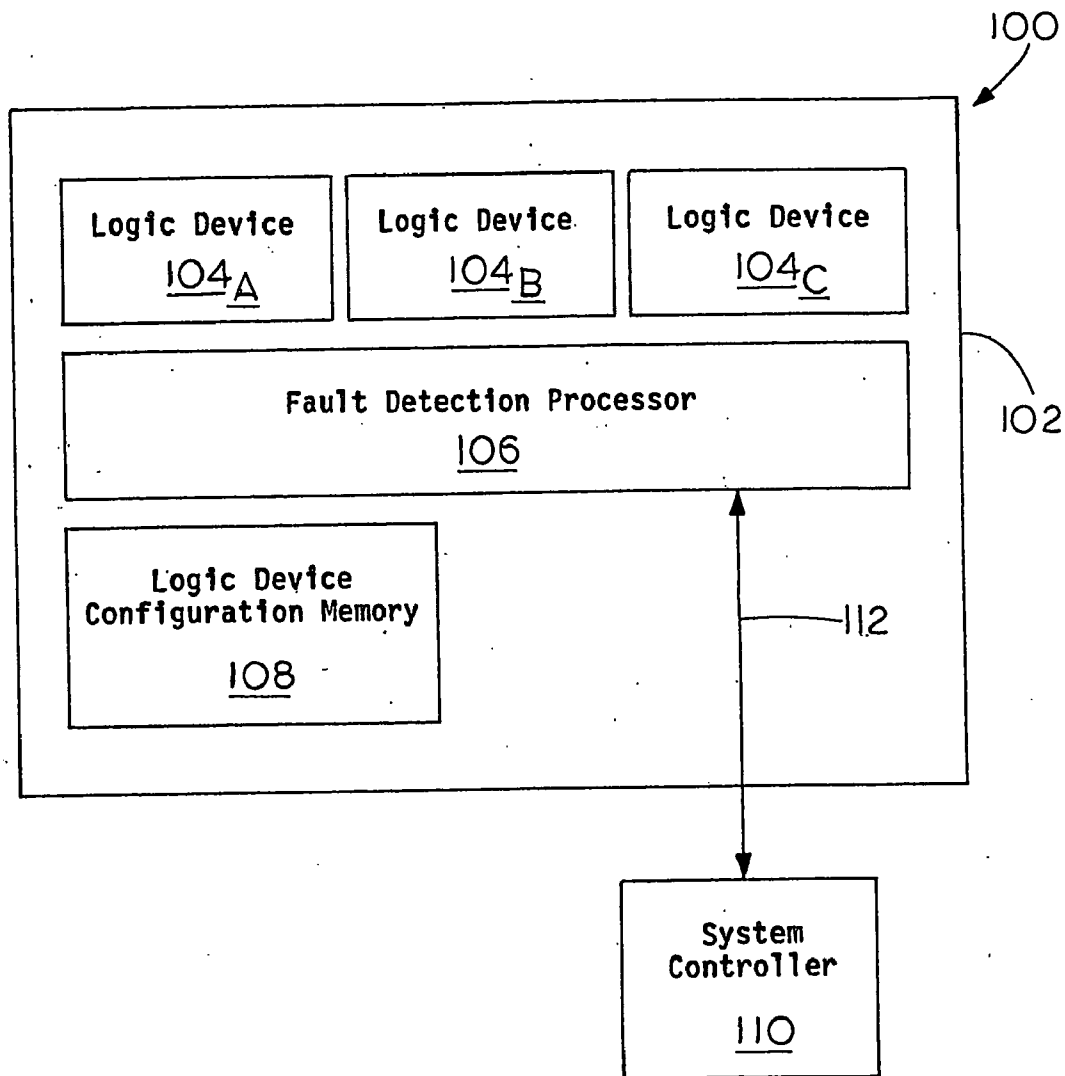 100
Logic Device
104A
Logic Device
104B
Logic Device
104C
Fault Detection Processor
106
102
Logic Device
Configuration Memory
108
112
System
Controller
110